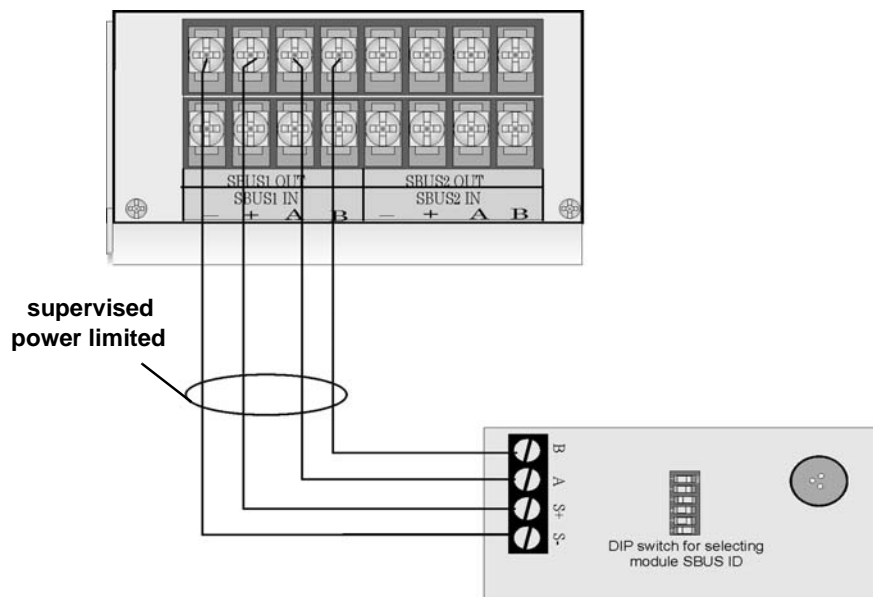 SBUS1 OUT SBUS2 OUT
SBUS1 IN SBUS2 IN
– + A B – + A B
supervised
power limited
B
A
S+
S-
DIP switch for selecting
module SBUS ID